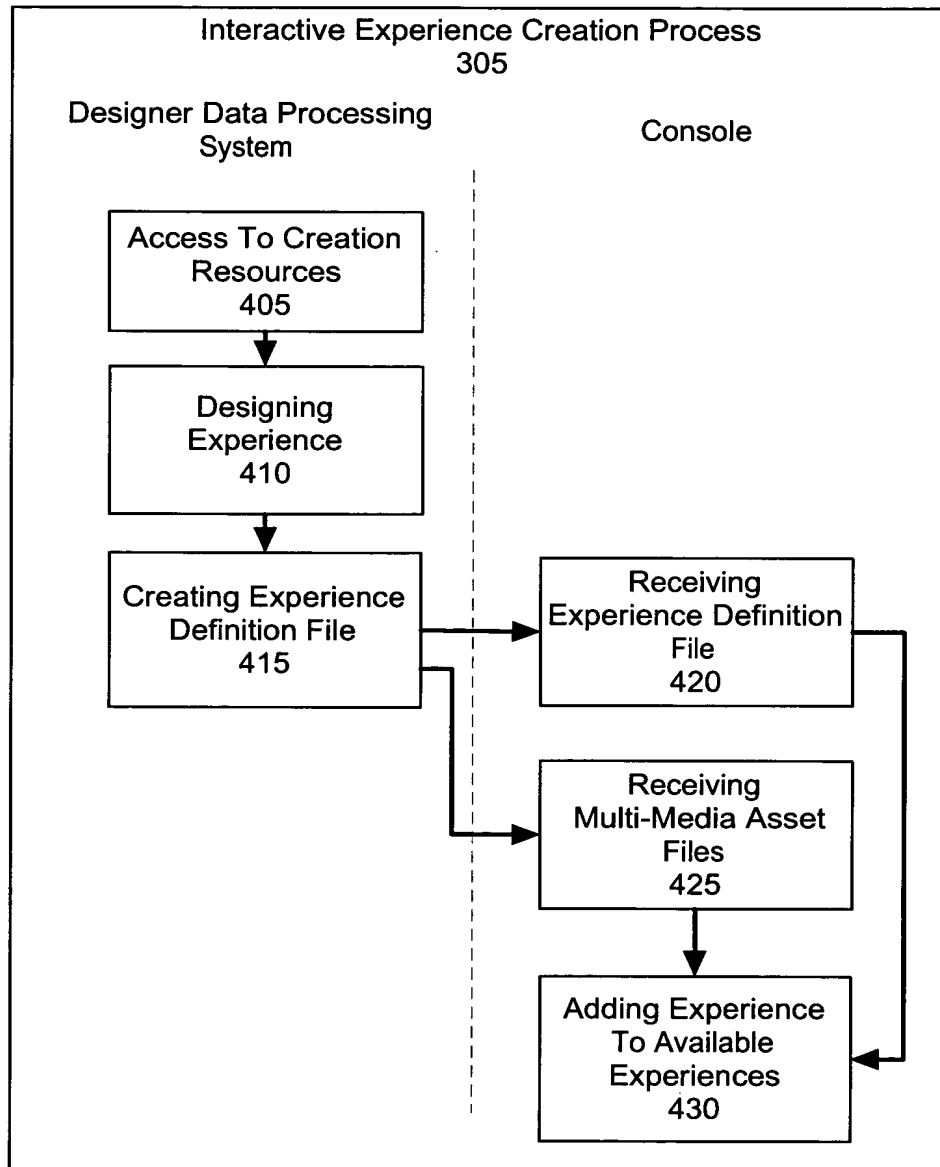 Interactive Experience Creation Process
305
Designer Data Processing
System
Console
Access To Creation
Resources
405
Designing
Experience
410
Creating Experience
Definition File
415
Receiving
Experience Definition
File
420
Receiving
Multi-Media Asset
Files
425
Adding Experience
To Available
Experiences
430